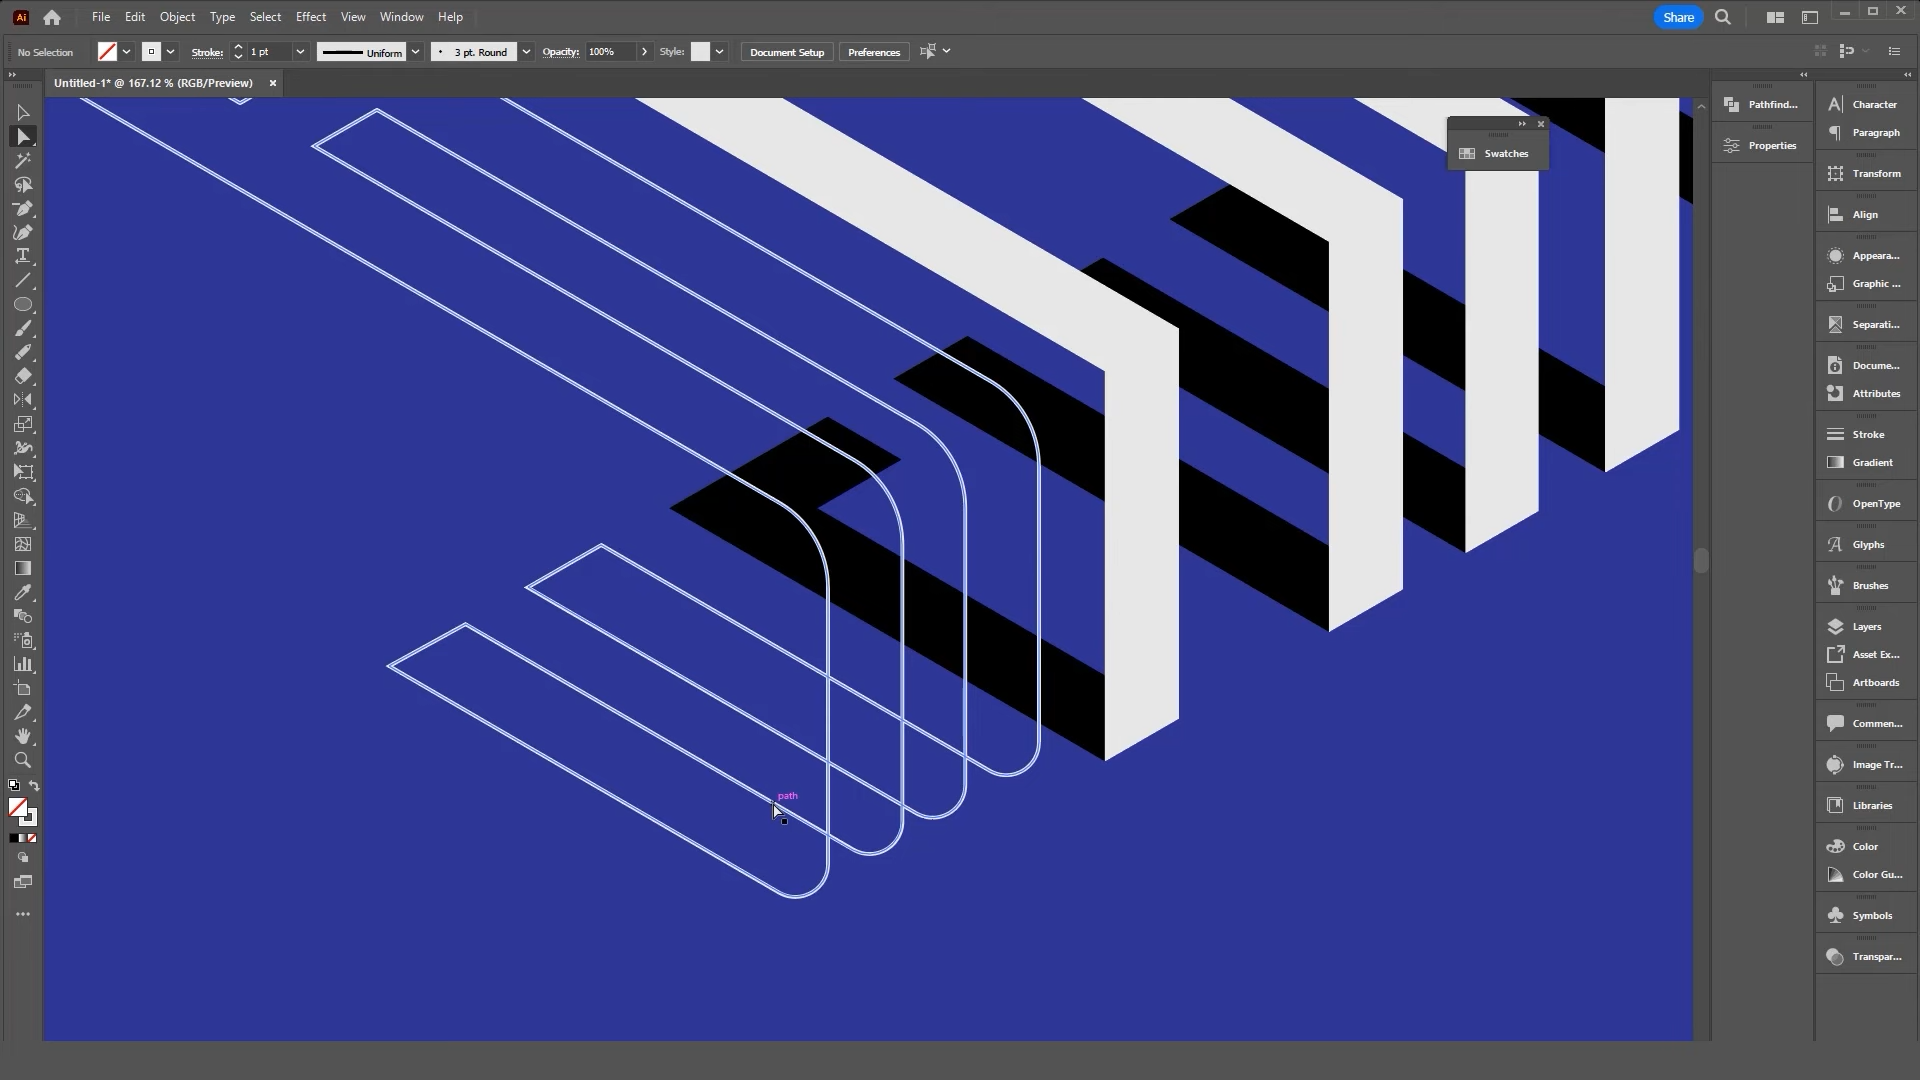 Ai File Edit Object Type Select Effect View Window Help Share
No Selection Stroke: 1 pt Uniform 3 pt. Round Opacity: 100% Style: Document Setup Preferences
Untitled-1* @ 167.12 % (RGB/Preview)
Swatches
path
Pathfind...
Properties
Character
Paragraph
Transform
Align
Appeara...
Graphic ...
Separati...
Docume...
Attributes
Stroke
Gradient
OpenType
Glyphs
Brushes
Layers
Asset Ex...
Artboards
Commen...
Image Tr...
Libraries
Color
Color Gu...
Symbols
Transpar...